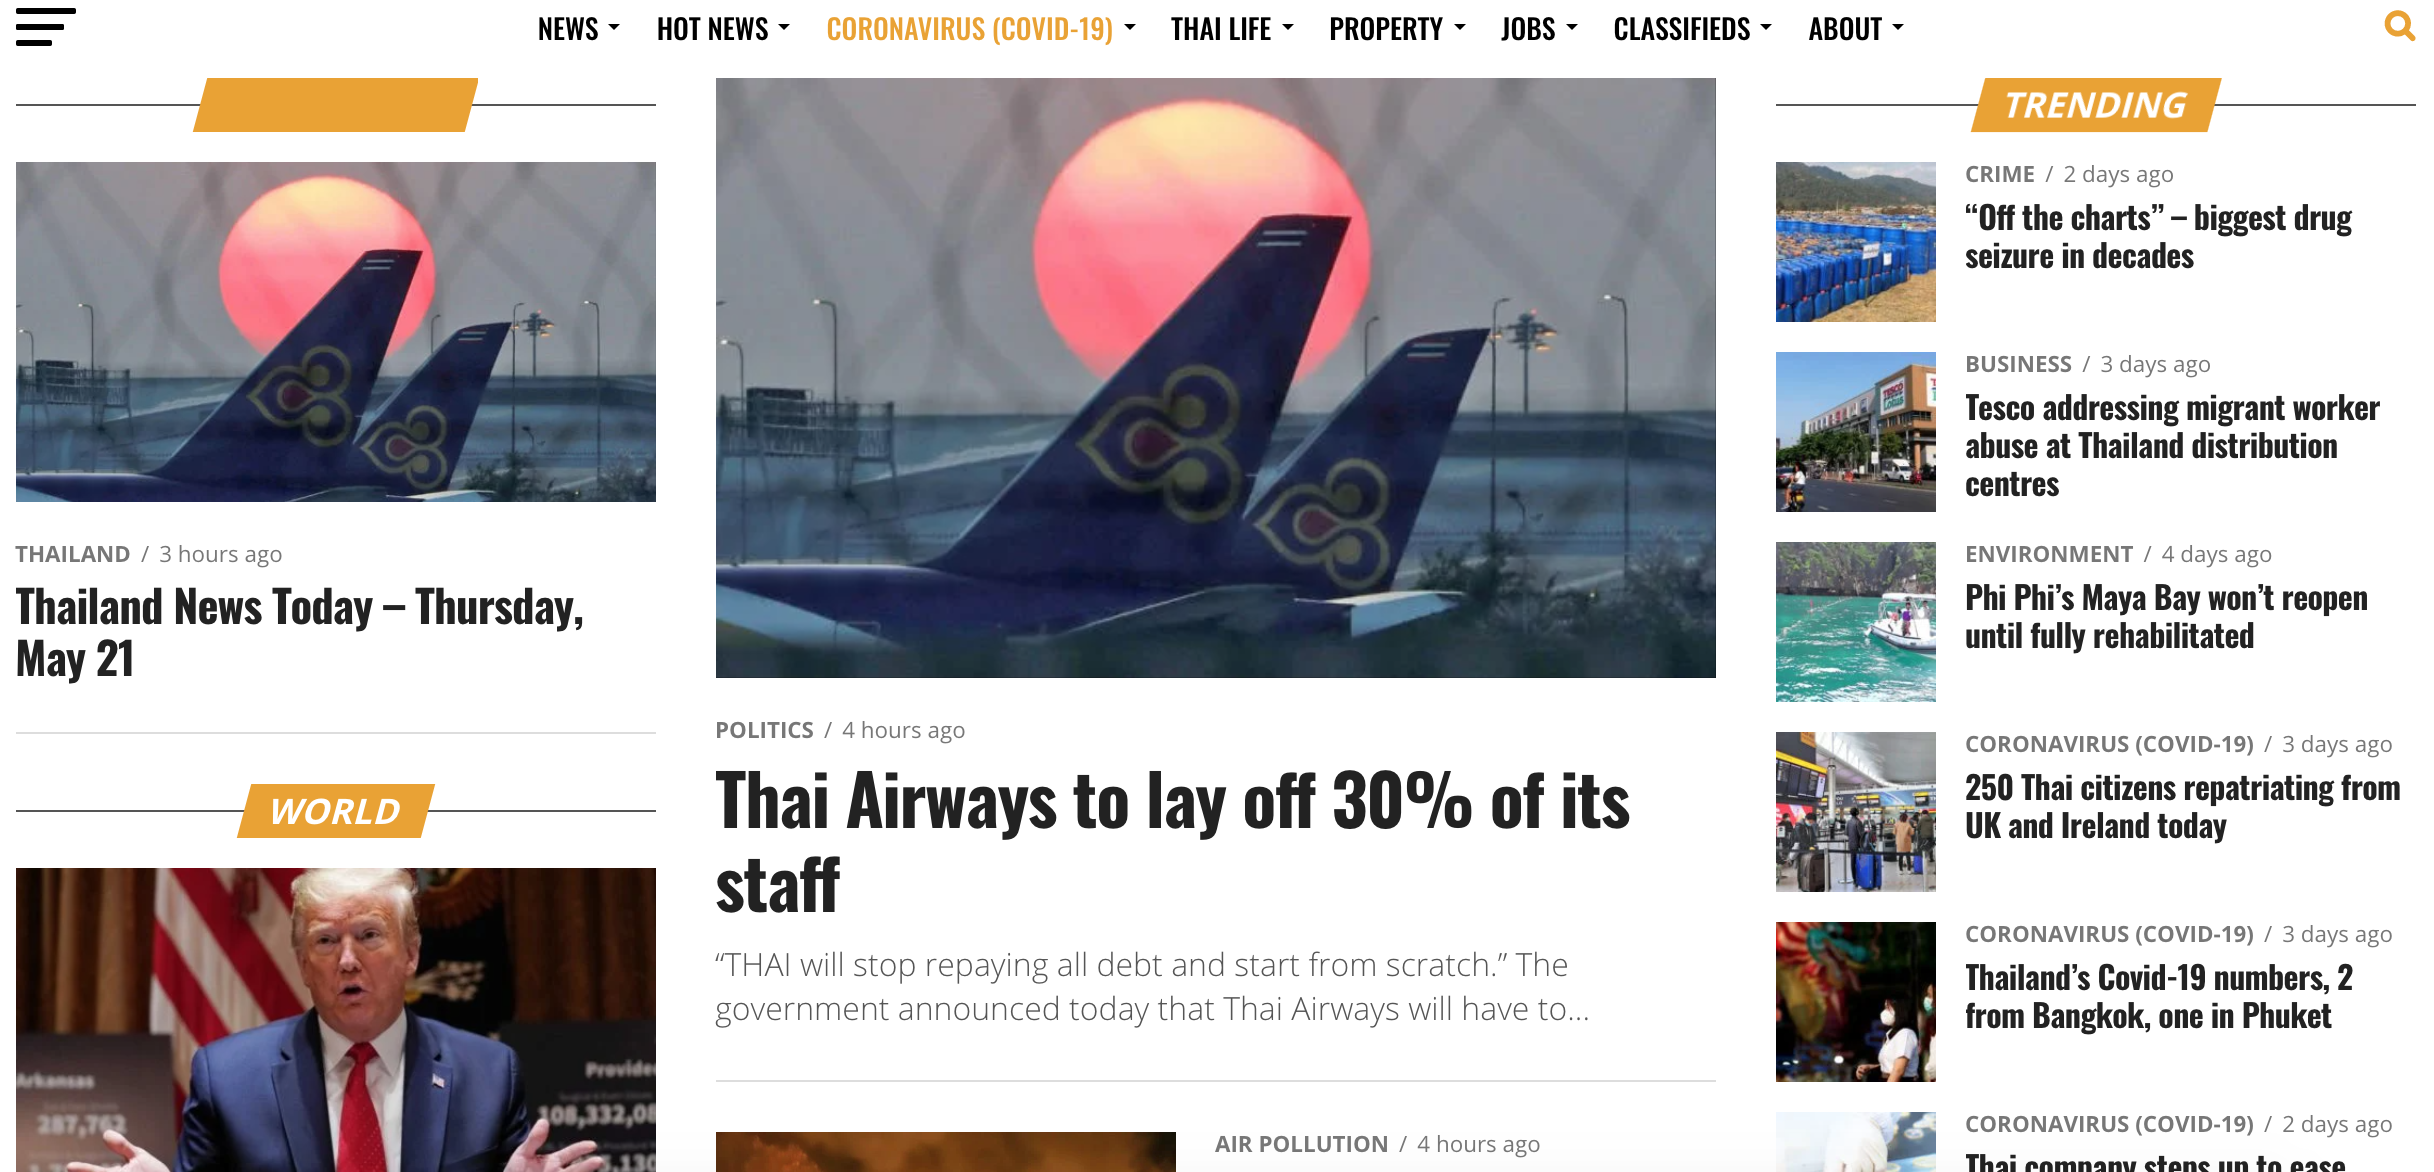 NEWS HOT NEWS CORONAVIRUS (COVID-19) THAI LIFE PROPERTY JOBS CLASSIFIEDS ABOUT
THAILAND / 3 hours ago
Thailand News Today – Thursday,
May 21
WORLD
Arkansas
287,762
Provide
108,332,08
POLITICS / 4 hours ago
Thai Airways to lay off 30% of its
staff
“THAI will stop repaying all debt and start from scratch.” The
government announced today that Thai Airways will have to...
AIR POLLUTION / 4 hours ago
TRENDING
CRIME / 2 days ago
“Off the charts” – biggest drug
seizure in decades
BUSINESS / 3 days ago
Tesco addressing migrant worker
abuse at Thailand distribution
centres
ENVIRONMENT / 4 days ago
Phi Phi’s Maya Bay won’t reopen
until fully rehabilitated
CORONAVIRUS (COVID-19) / 3 days ago
250 Thai citizens repatriating from
UK and Ireland today
CORONAVIRUS (COVID-19) / 3 days ago
Thailand’s Covid-19 numbers, 2
from Bangkok, one in Phuket
CORONAVIRUS (COVID-19) / 2 days ago
Thai company steps up to ease